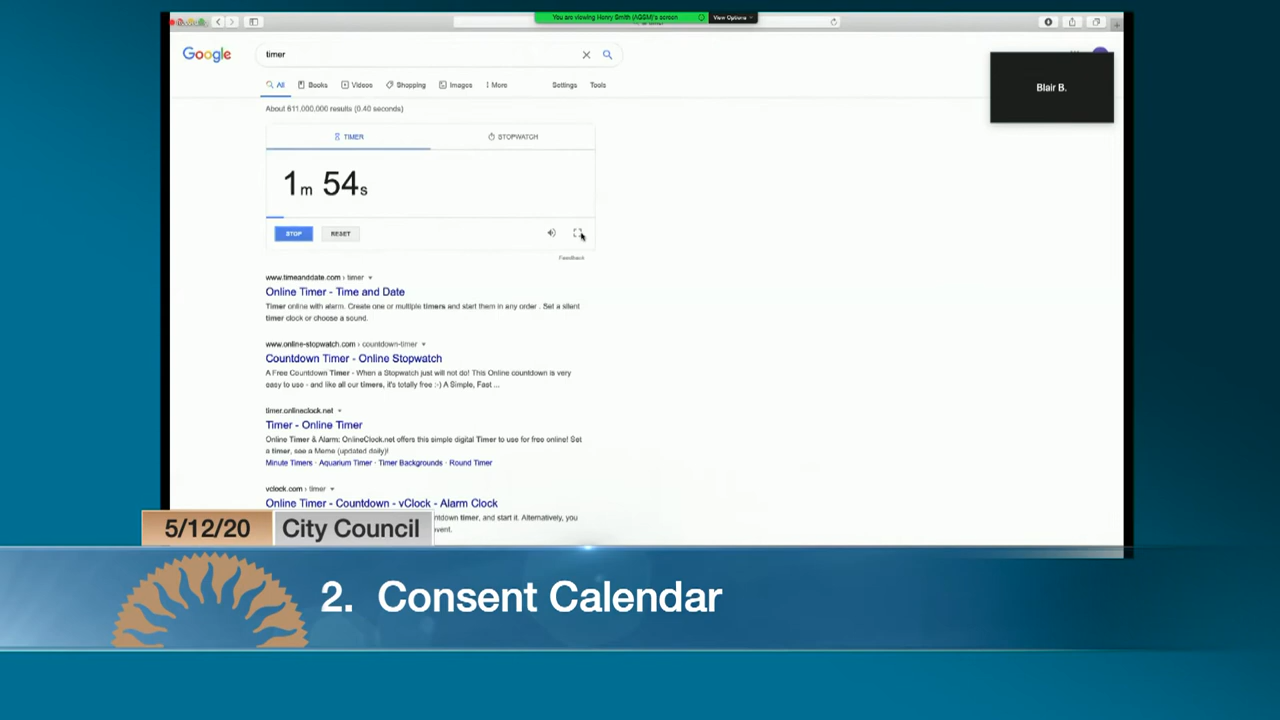 You are viewing Henry Smith (AGSM)'s screen
View Options
Google
timer
All Books Videos Shopping Images More Settings Tools
Blair B.
About 611,000,000 results (0.40 seconds)
TIMER STOPWATCH
1m 54s
STOP RESET
Feedback
www.timeanddate.com › timer
Online Timer - Time and Date
Timer online with alarm. Create one or multiple timers and start them in any order . Set a silent
timer clock or choose a sound.
www.online-stopwatch.com › countdown-timer
Countdown Timer - Online Stopwatch
A Free Countdown Timer - When a Stopwatch just will not do! This Online countdown is very
easy to use - and like all our timers, it's totally free :-) A Simple, Fast ...
timer.onlineclock.net
Timer - Online Timer
Online Timer & Alarm: OnlineClock.net offers this simple digital Timer to use for free online! Set
a timer, see a Meme (updated daily)!
Minute Timers · Aquarium Timer · Timer Backgrounds · Round Timer
vclock.com › timer
Online Timer - Countdown - vClock - Alarm Clock
timer, and start it. Alternatively, you
5/12/20 City Council
2. Consent Calendar